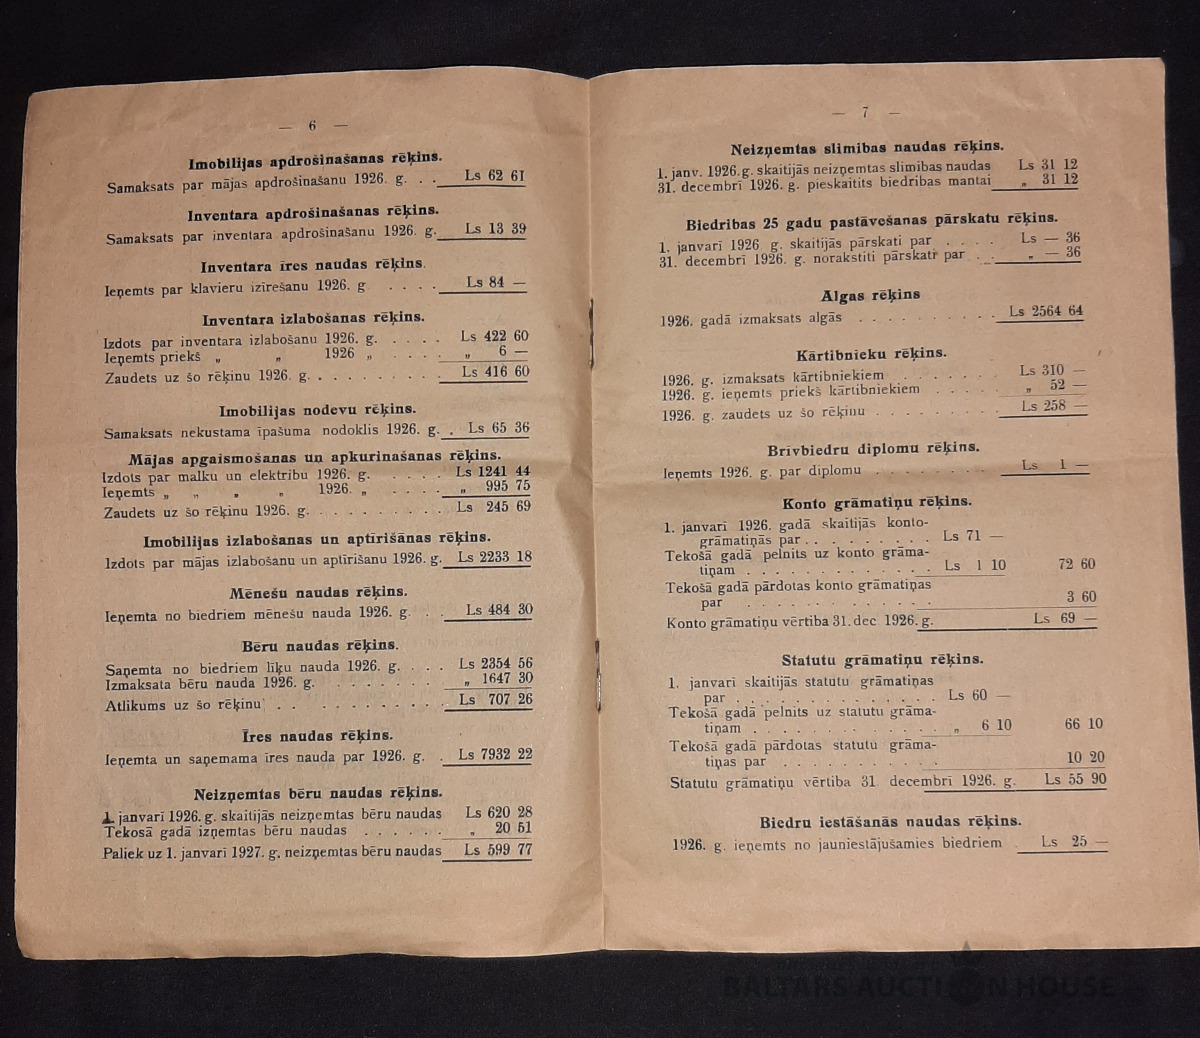 — 6 —
Imobilijas apdrošinašanas rēķins.
Samaksats par mājas apdrošinašanu 1926. g. . . Ls 62 61
Inventara apdrošinašanas rēķins.
Samaksats par inventara apdrošinašanu 1926. g. Ls 13 39
Inventara īres naudas rēķins.
Ieņemts par klavieru izīrešanu 1926. g . . . . Ls 84 —
Inventara izlabošanas rēķins.
Izdots par inventara izlabošanu 1926. g. . . . . Ls 422 60
Ieņemts priekš „ „ 1926 „ . . . . „ 6 —
Zaudets uz šo rēķinu 1926. g. . . . . . . . . . Ls 416 60
Imobilijas nodevu rēķins.
Samaksats nekustama īpašuma nodoklis 1926. g. . Ls 65 36
Mājas apgaismošanas un apkurinašanas rēķins.
Izdots par malku un elektrību 1926. g. . . . . Ls 1241 44
Ieņemts „ „ „ „ 1926. „ . . . . „ 995 75
Zaudets uz šo rēķinu 1926. g. . . . . . . . . . Ls 245 69
Imobilijas izlabošanas un aptīrišānas rēķins.
Izdots par mājas izlabošanu un aptīrišanu 1926. g. Ls 2233 18
Mēnešu naudas rēķins.
Ieņemta no biedriem mēnešu nauda 1926. g. . . Ls 484 30
Bēru naudas rēķins.
Saņemta no biedriem līķu nauda 1926. g. . . . Ls 2354 56
Izmaksata bēru nauda 1926. g. . . . . . . . „ 1647 30
Atlikums uz šo rēķinu . . . . . . . . . . . Ls 707 26
Īres naudas rēķins.
Ieņemta un saņemama īres nauda par 1926. g. . Ls 7932 22
Neizņemtas bēru naudas rēķins.
1 janvarī 1926. g. skaitijās neizņemtas bēru naudas Ls 620 28
Tekosā gadā izņemtas bēru naudas . . . . . . „ 20 51
Paliek uz 1. janvari 1927. g. neizņemtas bēru naudas Ls 599 77
— 7 —
Neizņemtas slimibas naudas rēķins.
1. janv. 1926. g. skaitijās neizņemtas slimibas naudas Ls 31 12
31. decembrī 1926. g. pieskaitits biedribas mantai „ 31 12
Biedribas 25 gadu pastāvešanas pārskatu rēķins.
1. janvarī 1926 g. skaitijās pārskati par . . . . Ls — 36
31. decembrī 1926. g. norakstiti pārskati par . . „ — 36
Algas rēķins
1926. gadā izmaksats algās . . . . . . . . . . Ls 2564 64
Kārtibnieku rēķins.
1926. g. izmaksats kārtibniekiem . . . . . . . Ls 310 —
1926. g. ieņemts priekš kārtibniekiem . . . . . „ 52 —
1926. g. zaudets uz šo rēķinu . . . . . . . . . Ls 258 —
Brīvbiedru diplomu rēķins.
Ieņemts 1926. g. par diplomu . . . . . . . . . Ls 1 —
Konto grāmatiņu rēķins.
1. janvarī 1926. gadā skaitijās konto-
grāmatiņās par . . . . . . . . . Ls 71 —
Tekošā gadā pelnits uz konto grāma-
tiņam . . . . . . . . . . . . . Ls 1 10 72 60
Tekošā gadā pārdotas konto grāmatiņas
par . . . . . . . . . . . . 3 60
Konto grāmatiņu vērtiba 31. dec 1926. g. Ls 69 —
Statutu grāmatiņu rēķins.
1. janvarī skaitijās statutu grāmatiņas
par . . . . . . . . . . . . . . Ls 60 —
Tekošā gadā pelnits uz statutu grāma-
tiņam . . . . . . . . . . . . . „ 6 10 66 10
Tekošā gadā pārdotas statutu grāma-
tiņas par . . . . . . . . . . 10 20
Statutu grāmatiņu vērtiba 31. decembrī 1926. g. Ls 55 90
Biedru iestāšanās naudas rēķins.
1926. g. ieņemts no jauniestājušamies biedriem . Ls 25 —
BALTARS AUCTION HOUSE